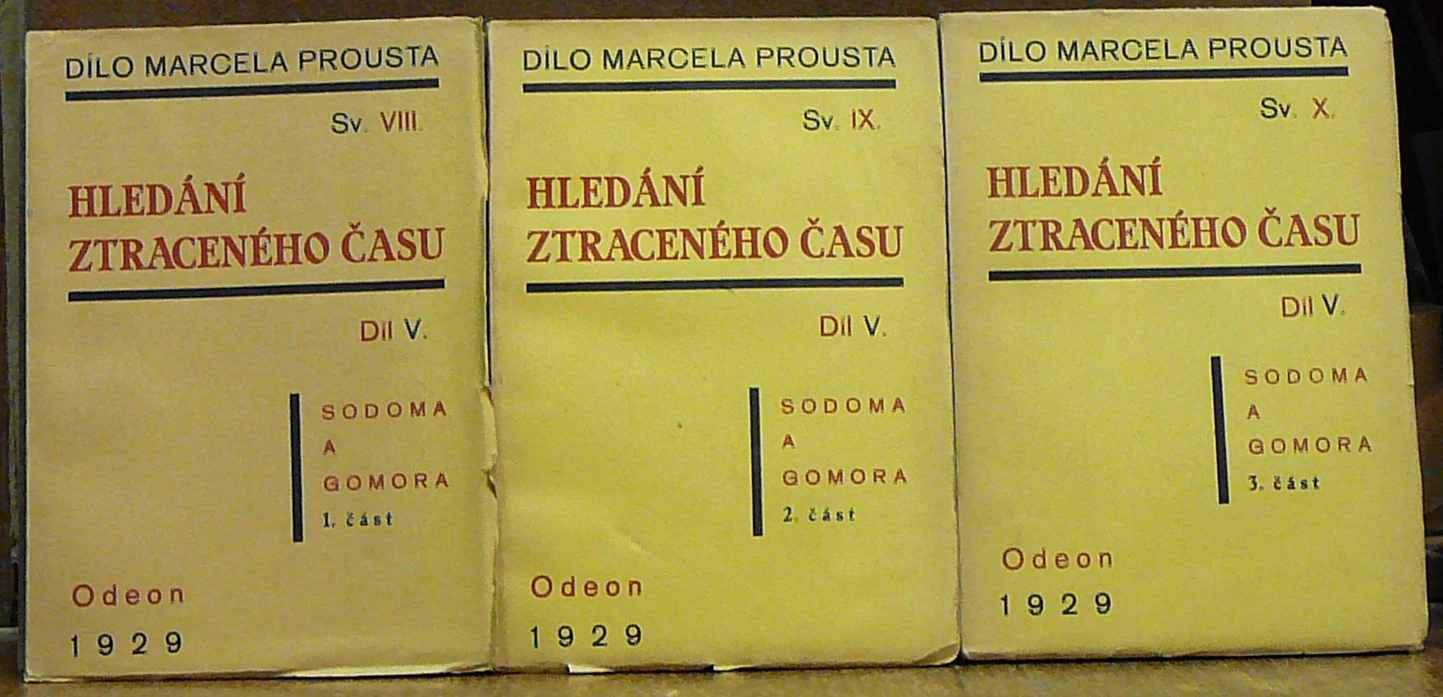 DÍLO MARCELA PROUSTA
Sv. VIII.
HLEDÁNÍ
ZTRACENÉHO ČASU
Díl V.
SODOMA
A
GOMORA
1. část
Odeon
1929
DÍLO MARCELA PROUSTA
Sv. IX.
HLEDÁNÍ
ZTRACENÉHO ČASU
Díl V.
SODOMA
A
GOMORA
2. část
Odeon
1929
DÍLO MARCELA PROUSTA
Sv. X.
HLEDÁNÍ
ZTRACENÉHO ČASU
Díl V.
SODOMA
A
GOMORA
3. část
Odeon
1929